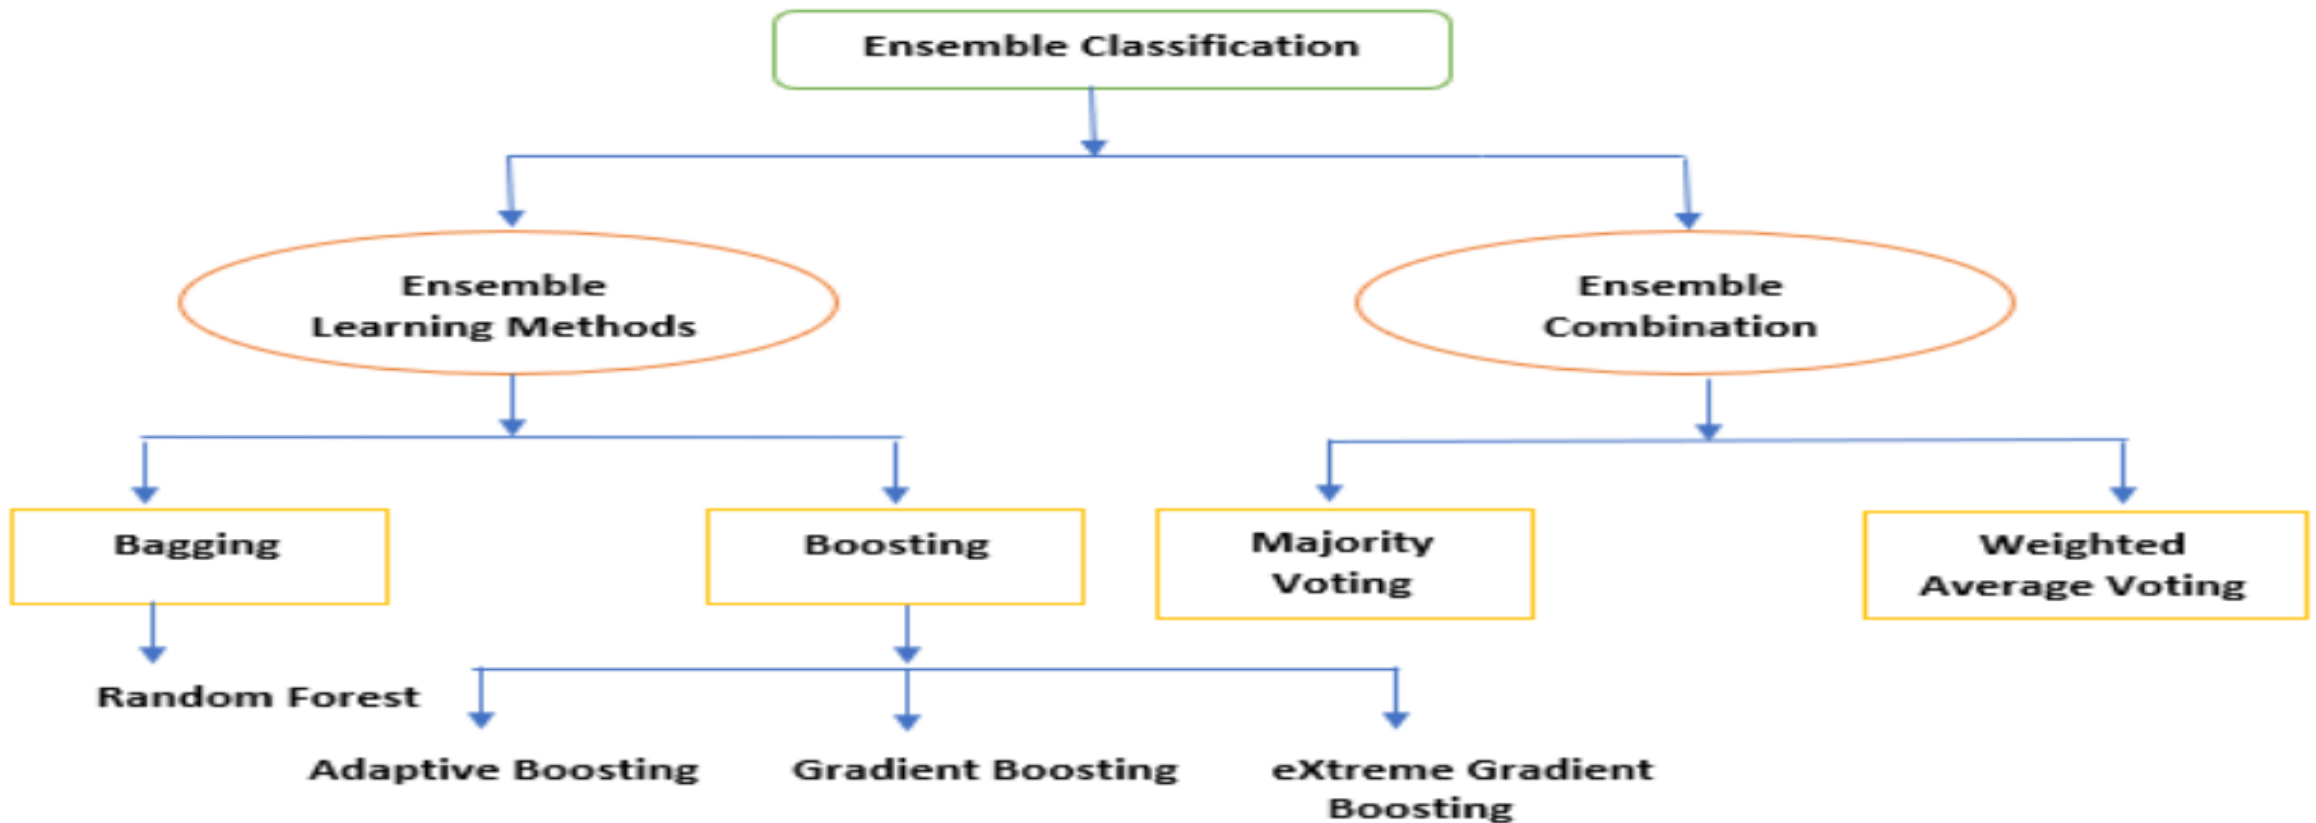 Ensemble Classification
Ensemble
Learning Methods
Ensemble
Combination
Bagging
Boosting
Majority
Voting
Weighted
Average Voting
Random Forest
Adaptive Boosting
Gradient Boosting
eXtreme Gradient
Boosting